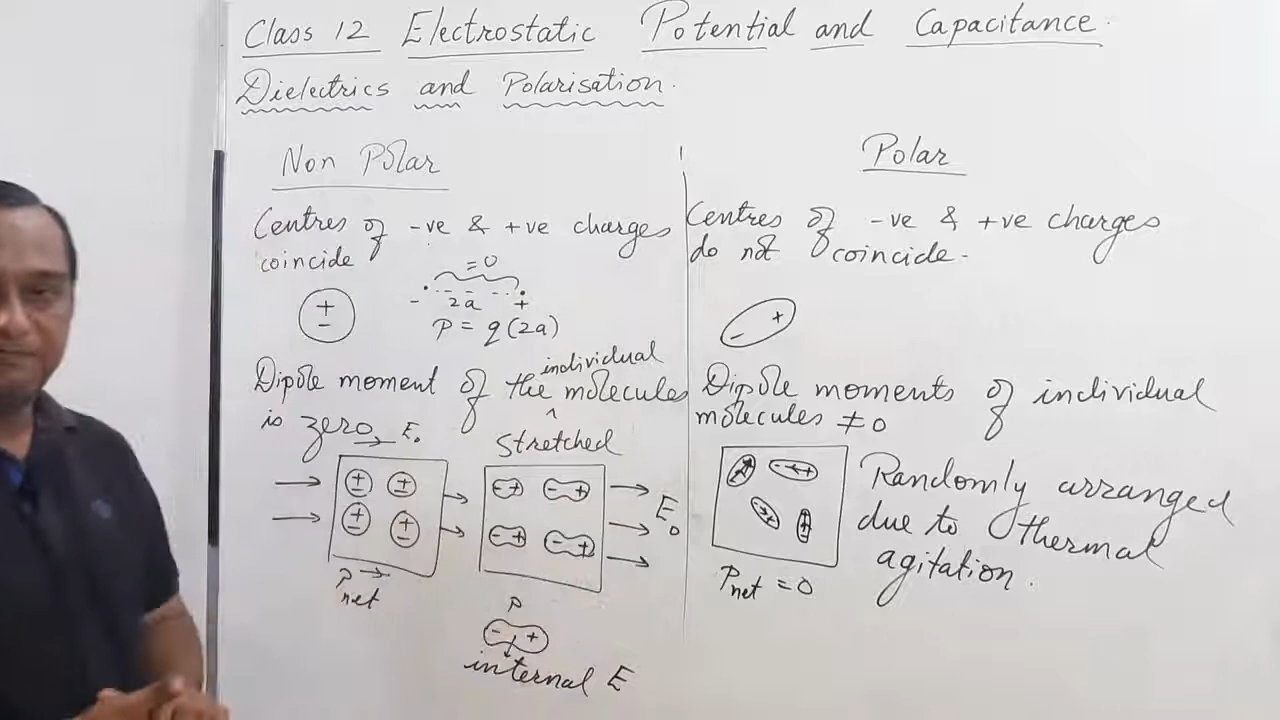 Class 12 Electrostatic Potential and Capacitance.
Dielectrics and Polarisation.
Non Polar
Centres of -ve & +ve charges
coincide
=0
- 2a +
p = q(2a)
+
-
Dipole moment of the individual molecules
is zero
E₀
Stretched
+ +
- -
+ +
- -
- + - +
- + - +
E₀
P net
P
- +
internal E
Polar
Centres of -ve & +ve charges
do not coincide.
- +
Dipole moments of individual
molecules ≠ 0
Randomly arranged
due to thermal
agitation.
P net = 0